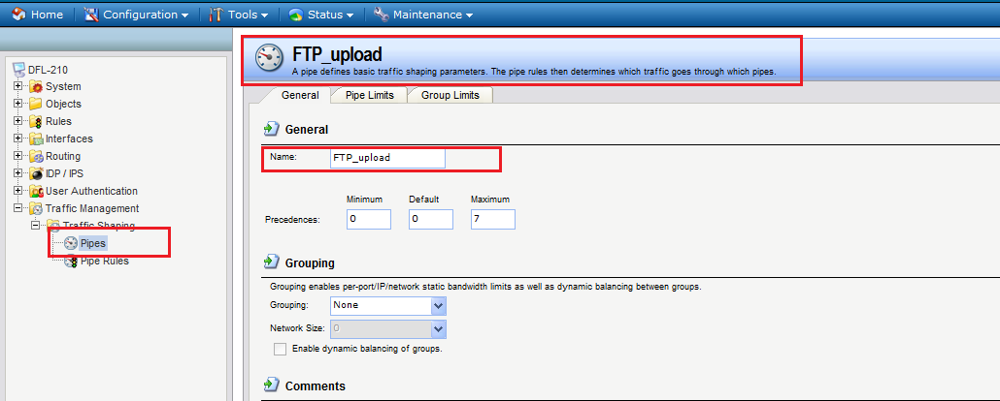 Home Configuration Tools Status Maintenance
DFL-210
System
Objects
Rules
Interfaces
Routing
IDP / IPS
User Authentication
Traffic Management
Traffic Shaping
Pipes
Pipe Rules
FTP_upload
A pipe defines basic traffic shaping parameters. The pipe rules then determines which traffic goes through which pipes.
General Pipe Limits Group Limits
General
Name: FTP_upload
Minimum Default Maximum
Precedences: 0 0 7
Grouping
Grouping enables per-port/IP/network static bandwidth limits as well as dynamic balancing between groups.
Grouping: None
Network Size: 0
Enable dynamic balancing of groups.
Comments